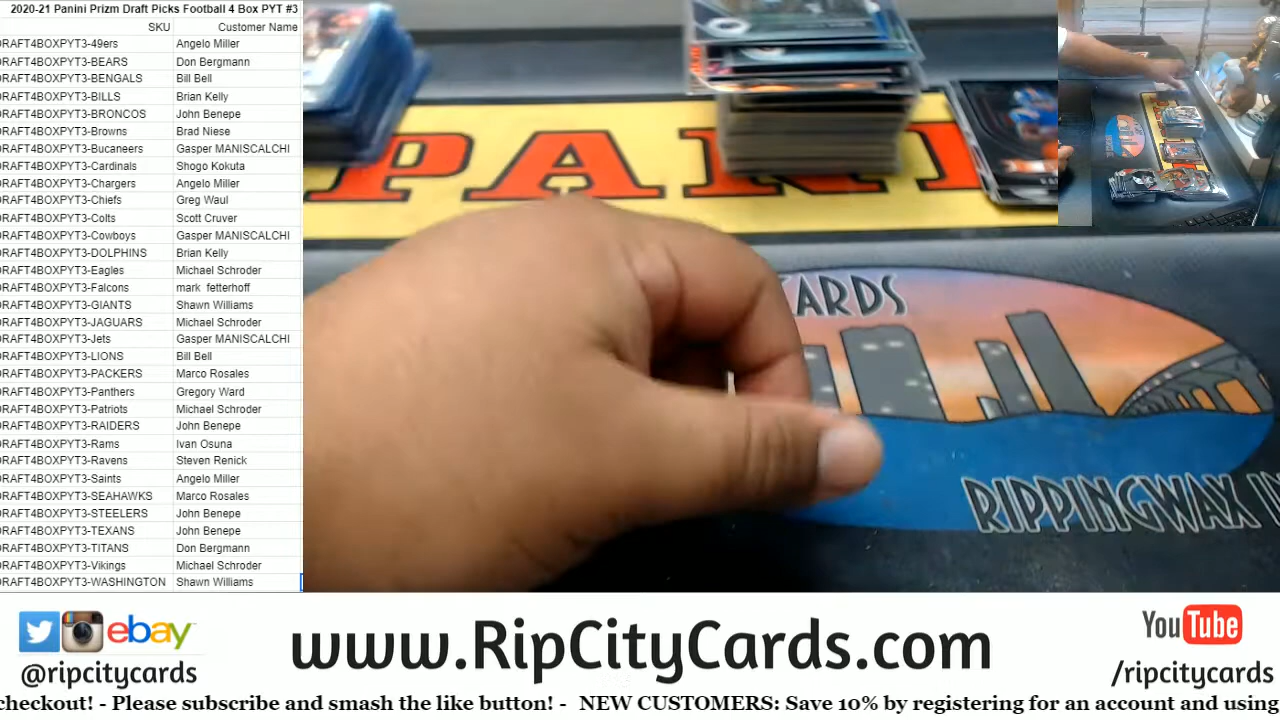 2020-21 Panini Prizm Draft Picks Football 4 Box PYT #3
SKU Customer Name
DRAFT4BOXPYT3-49ers Angelo Miller
DRAFT4BOXPYT3-BEARS Don Bergmann
DRAFT4BOXPYT3-BENGALS Bill Bell
DRAFT4BOXPYT3-BILLS Brian Kelly
DRAFT4BOXPYT3-BRONCOS John Benepe
DRAFT4BOXPYT3-Browns Brad Niese
DRAFT4BOXPYT3-Bucaneers Gasper MANISCALCHI
DRAFT4BOXPYT3-Cardinals Shogo Kokuta
DRAFT4BOXPYT3-Chargers Angelo Miller
DRAFT4BOXPYT3-Chiefs Greg Waul
DRAFT4BOXPYT3-Colts Scott Cruver
DRAFT4BOXPYT3-Cowboys Gasper MANISCALCHI
DRAFT4BOXPYT3-DOLPHINS Brian Kelly
DRAFT4BOXPYT3-Eagles Michael Schroder
DRAFT4BOXPYT3-Falcons mark fetterhoff
DRAFT4BOXPYT3-GIANTS Shawn Williams
DRAFT4BOXPYT3-JAGUARS Michael Schroder
DRAFT4BOXPYT3-Jets Gasper MANISCALCHI
DRAFT4BOXPYT3-LIONS Bill Bell
DRAFT4BOXPYT3-PACKERS Marco Rosales
DRAFT4BOXPYT3-Panthers Gregory Ward
DRAFT4BOXPYT3-Patriots Michael Schroder
DRAFT4BOXPYT3-RAIDERS John Benepe
DRAFT4BOXPYT3-Rams Ivan Osuna
DRAFT4BOXPYT3-Ravens Steven Renick
DRAFT4BOXPYT3-Saints Angelo Miller
DRAFT4BOXPYT3-SEAHAWKS Marco Rosales
DRAFT4BOXPYT3-STEELERS John Benepe
DRAFT4BOXPYT3-TEXANS John Benepe
DRAFT4BOXPYT3-TITANS Don Bergmann
DRAFT4BOXPYT3-Vikings Michael Schroder
DRAFT4BOXPYT3-WASHINGTON Shawn Williams
PANINI
CARDS
RIPPINGWAX IN
ebay
@ripcitycards
www.RipCityCards.com
YouTube
/ripcitycards
checkout! - Please subscribe and smash the like button! - NEW CUSTOMERS: Save 10% by registering for an account and using